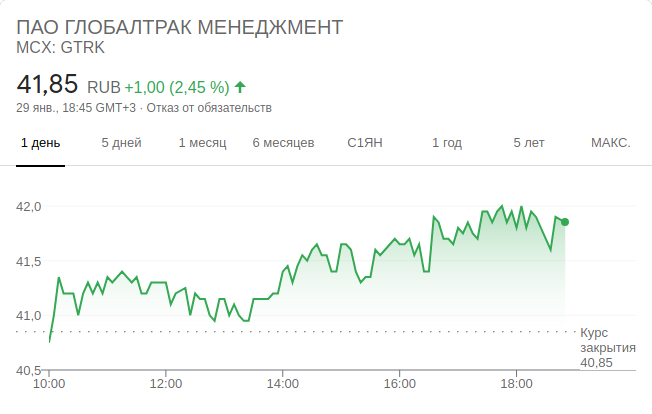 ПАО ГЛОБАЛТРАК МЕНЕДЖМЕНТ
MCX: GTRK
41,85 RUB +1,00 (2,45 %) ↑
29 янв., 18:45 GMT+3 · Отказ от обязательств
1 день 5 дней 1 месяц 6 месяцев С1ЯН 1 год 5 лет МАКС.
42,0
41,5
41,0
Курс
закрытия
40,85
40,5
10:00 12:00 14:00 16:00 18:00